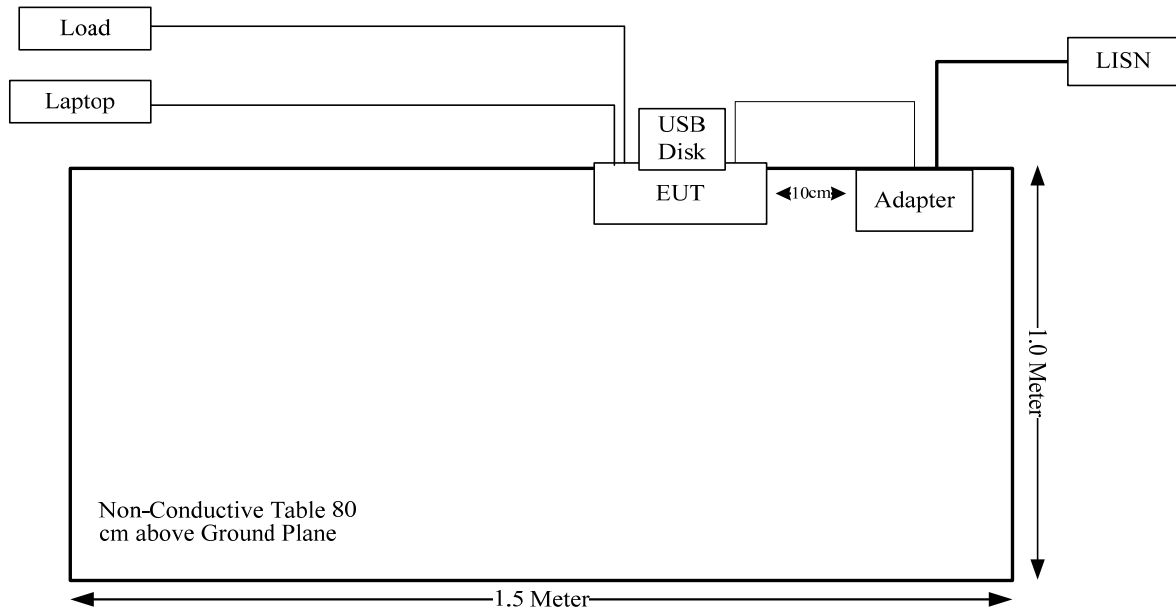 Load
LISN
Laptop
USB
Disk
EUT
10cm
Adapter
1.0 Meter
Non-Conductive Table 80
cm above Ground Plane
1.5 Meter